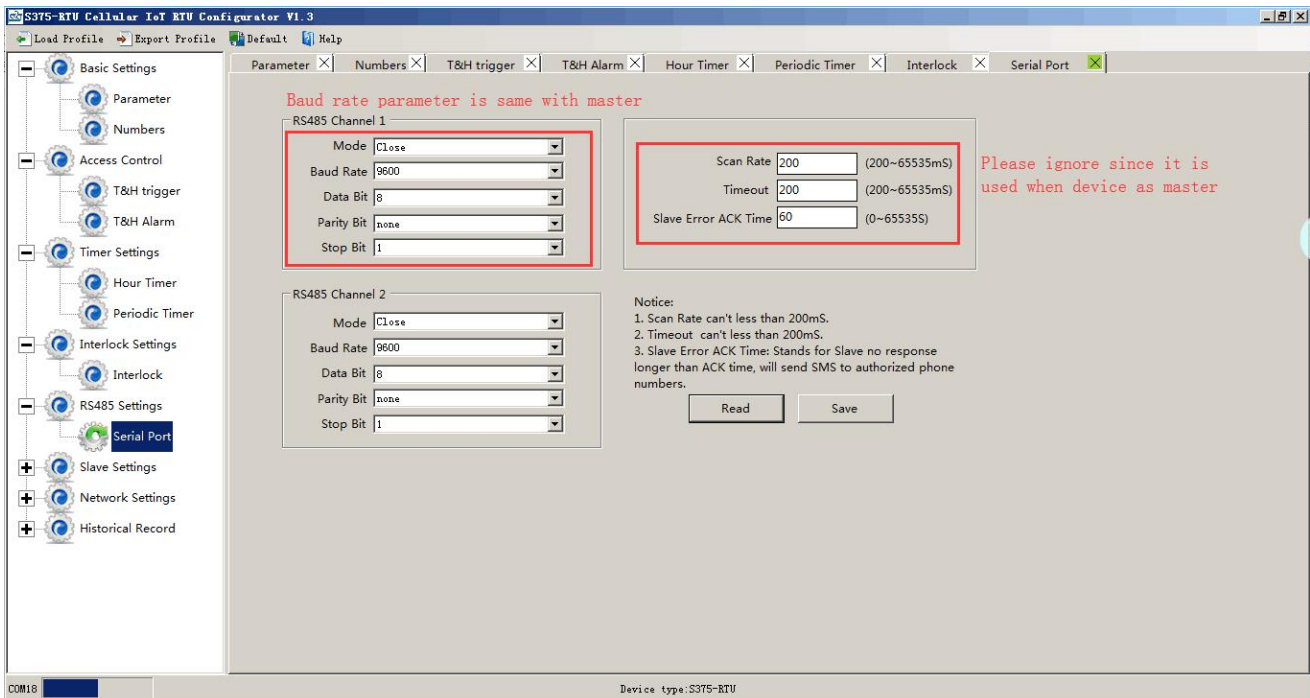 S375-RTU Cellular IoT RTU Configurator V1.3
Load Profile Export Profile Default Help
Basic Settings
Parameter
Numbers
Access Control
T&H trigger
T&H Alarm
Timer Settings
Hour Timer
Periodic Timer
Interlock Settings
Interlock
RS485 Settings
Serial Port
Slave Settings
Network Settings
Historical Record
Parameter Numbers T&H trigger T&H Alarm Hour Timer Periodic Timer Interlock Serial Port
Baud rate parameter is same with master
RS485 Channel 1
Mode Close
Baud Rate 9600
Data Bit 8
Parity Bit none
Stop Bit 1
Scan Rate 200 (200~65535mS)
Timeout 200 (200~65535mS)
Slave Error ACK Time 60 (0~65535S)
Please ignore since it is
used when device as master
RS485 Channel 2
Mode Close
Baud Rate 9600
Data Bit 8
Parity Bit none
Stop Bit 1
Notice:
1. Scan Rate can't less than 200mS.
2. Timeout can't less than 200mS.
3. Slave Error ACK Time: Stands for Slave no response
longer than ACK time, will send SMS to authorized phone
numbers.
Read Save
COM18 Device type:S375-RTU